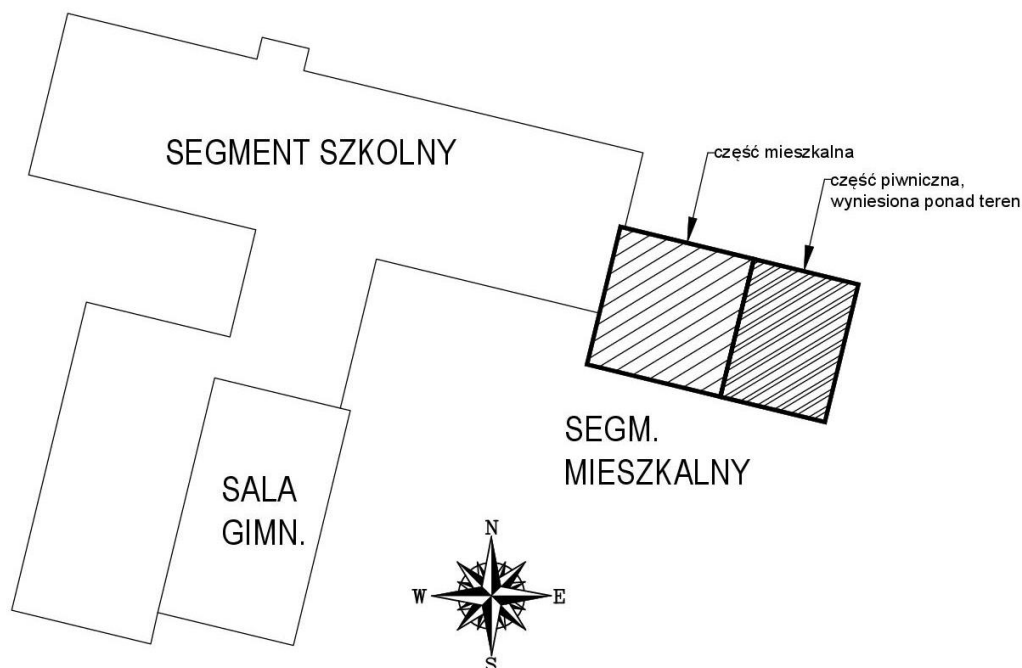 SEGMENT SZKOLNY
część mieszkalna
część piwniczna,
wyniesiona ponad teren
SEGM.
MIESZKALNY
SALA
GIMN.
N
W
E
S